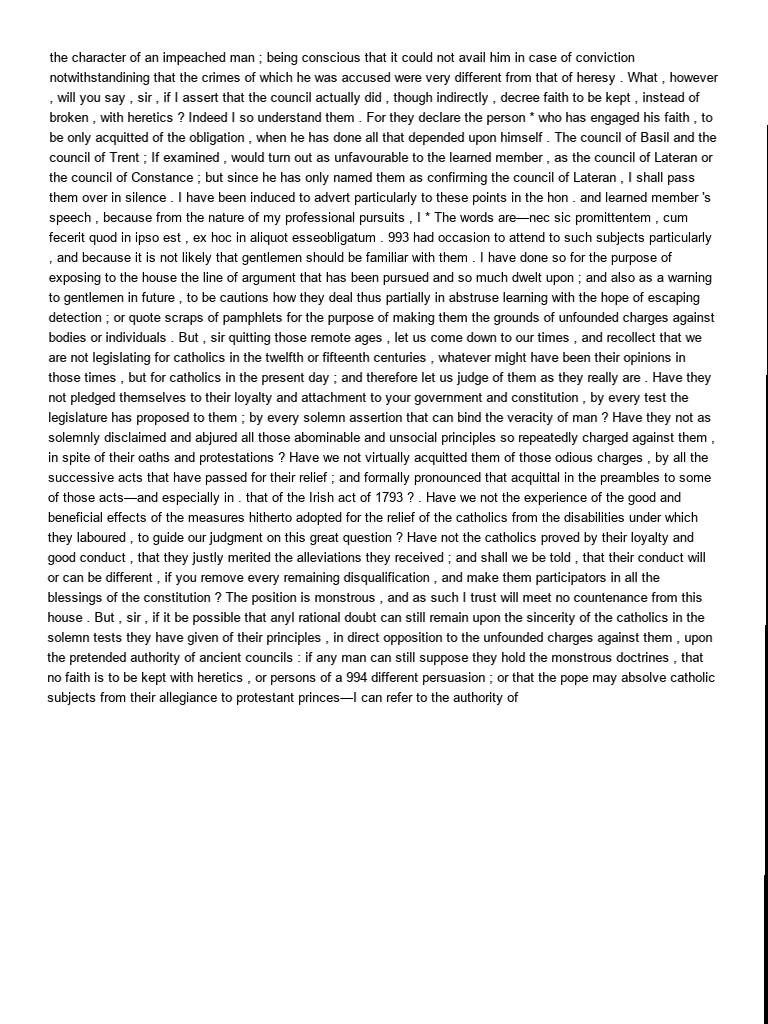 the character of an impeached man ; being conscious that it could not avail him in case of conviction
notwithstandining that the crimes of which he was accused were very different from that of heresy . What , however
, will you say , sir , if I assert that the council actually did , though indirectly , decree faith to be kept , instead of
broken , with heretics ? Indeed I so understand them . For they declare the person * who has engaged his faith , to
be only acquitted of the obligation , when he has done all that depended upon himself . The council of Basil and the
council of Trent ; If examined , would turn out as unfavourable to the learned member , as the council of Lateran or
the council of Constance ; but since he has only named them as confirming the council of Lateran , I shall pass
them over in silence . I have been induced to advert particularly to these points in the hon . and learned member 's
speech , because from the nature of my professional pursuits , I * The words are—nec sic promittentem , cum
fecerit quod in ipso est , ex hoc in aliquot esseobligatum . 993 had occasion to attend to such subjects particularly
, and because it is not likely that gentlemen should be familiar with them . I have done so for the purpose of
exposing to the house the line of argument that has been pursued and so much dwelt upon ; and also as a warning
to gentlemen in future , to be cautions how they deal thus partially in abstruse learning with the hope of escaping
detection ; or quote scraps of pamphlets for the purpose of making them the grounds of unfounded charges against
bodies or individuals . But , sir quitting those remote ages , let us come down to our times , and recollect that we
are not legislating for catholics in the twelfth or fifteenth centuries , whatever might have been their opinions in
those times , but for catholics in the present day ; and therefore let us judge of them as they really are . Have they
not pledged themselves to their loyalty and attachment to your government and constitution , by every test the
legislature has proposed to them ; by every solemn assertion that can bind the veracity of man ? Have they not as
solemnly disclaimed and abjured all those abominable and unsocial principles so repeatedly charged against them ,
in spite of their oaths and protestations ? Have we not virtually acquitted them of those odious charges , by all the
successive acts that have passed for their relief ; and formally pronounced that acquittal in the preambles to some
of those acts—and especially in . that of the Irish act of 1793 ? . Have we not the experience of the good and
beneficial effects of the measures hitherto adopted for the relief of the catholics from the disabilities under which
they laboured , to guide our judgment on this great question ? Have not the catholics proved by their loyalty and
good conduct , that they justly merited the alleviations they received ; and shall we be told , that their conduct will
or can be different , if you remove every remaining disqualification , and make them participators in all the
blessings of the constitution ? The position is monstrous , and as such I trust will meet no countenance from this
house . But , sir , if it be possible that anyl rational doubt can still remain upon the sincerity of the catholics in the
solemn tests they have given of their principles , in direct opposition to the unfounded charges against them , upon
the pretended authority of ancient councils : if any man can still suppose they hold the monstrous doctrines , that
no faith is to be kept with heretics , or persons of a 994 different persuasion ; or that the pope may absolve catholic
subjects from their allegiance to protestant princes—I can refer to the authority of